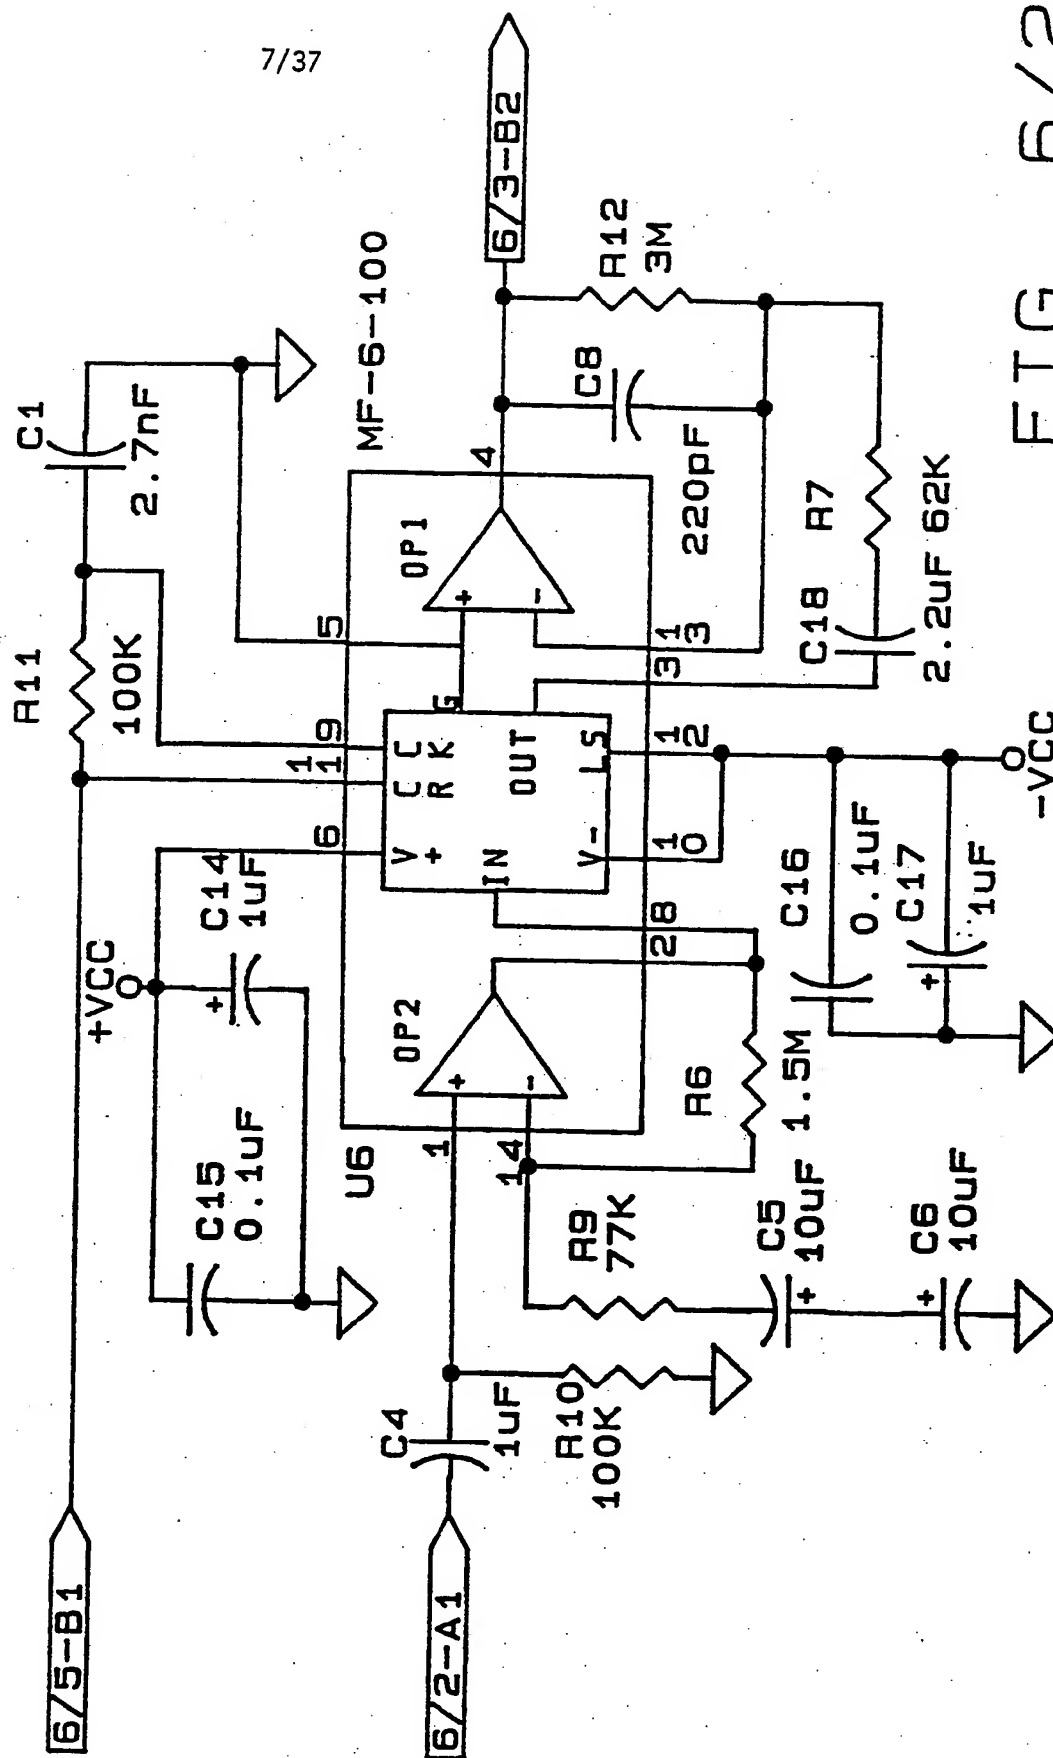 7/37
6/5-B1
R11
100K
C1
2.7nF
+VCC
C15
0.1uF
C14
1uF
U6
MF-6-100
6
11
9
5
V+
CR
CK
G
IN
OUT
V-
LS
OP2
+
-
OP1
+
-
1
14
2
8
10
12
3
13
4
6/2-A1
C4
1uF
R10
100K
R9
77K
C5
10uF
+
C6
10uF
+
R6
1.5M
C16
0.1uF
C17
1uF
+
-VCC
C18
2.2uF
R7
62K
C8
220pF
R12
3M
6/3-B2
FIG 6/2